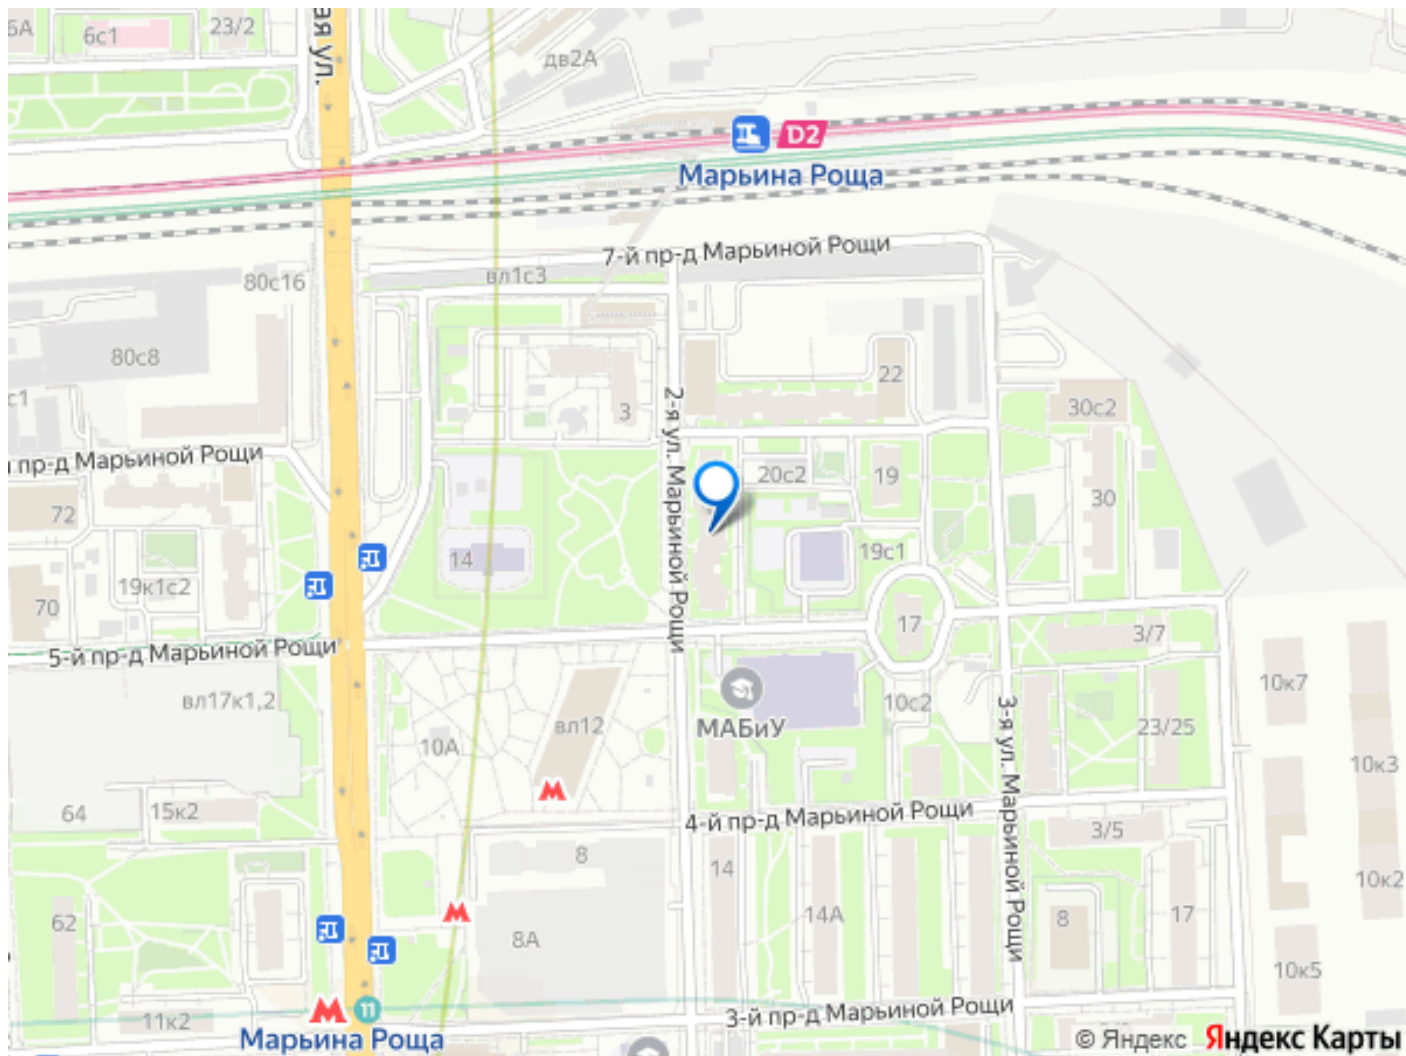 5А
6с1
23/2
ая ул.
дв2А
D2
Марьина Роща
7-й пр-д Марьиной Рощи
80с16
вл1с3
80с8
22
с1
3
2-я ул. Марьиной Рощи
30с2
пр-д Марьиной Рощи
20с2
19
30
72
14
19с1
19к1с2
70
17
3/7
5-й пр-д Марьиной Рощи
10к7
вл17к1,2
МАБиУ
10с2
3-я ул. Марьиной Рощи
23/25
вл12
10А
10к3
64
15к2
4-й пр-д Марьиной Рощи
3/5
8
14
10к2
62
14А
8
17
8А
10к5
11
11к2
3-й пр-д Марьиной Рощи
Марьина Роща
© Яндекс Яндекс Карты